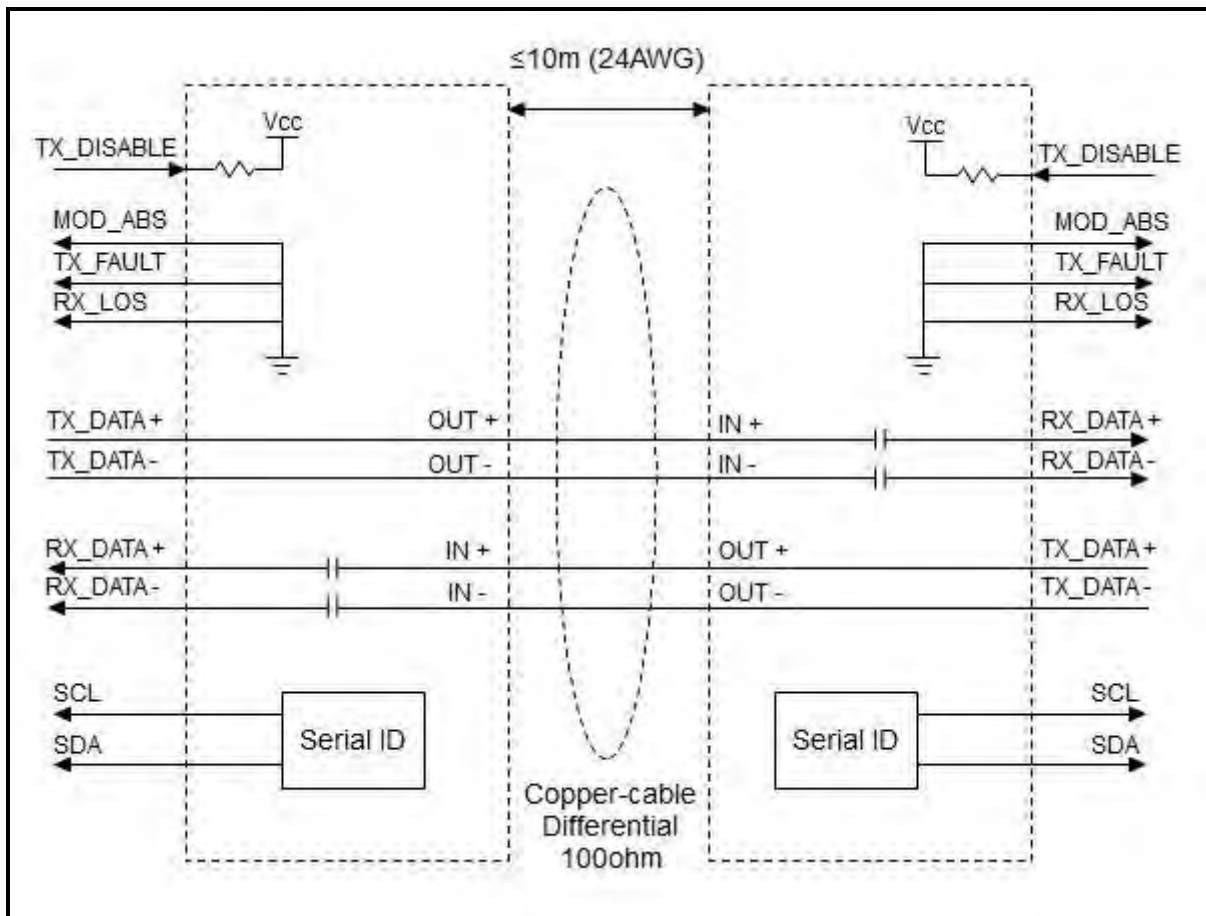 ≤10m (24AWG)
Vcc
Vcc
TX_DISABLE
TX_DISABLE
MOD_ABS
MOD_ABS
TX_FAULT
TX_FAULT
RX_LOS
RX_LOS
TX_DATA+
OUT +
IN +
RX_DATA+
TX_DATA-
OUT -
IN -
RX_DATA-
RX_DATA+
IN +
OUT +
TX_DATA+
RX_DATA-
IN -
OUT -
TX_DATA-
SCL
SCL
Serial ID
Serial ID
SDA
SDA
Copper-cable
Differential
100ohm